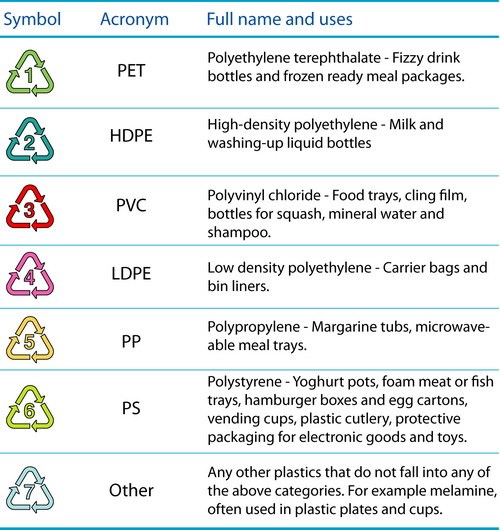 Symbol Acronym Full name and uses
1 PET Polyethylene terephthalate - Fizzy drink
bottles and frozen ready meal packages.
2 HDPE High-density polyethylene - Milk and
washing-up liquid bottles
3 PVC Polyvinyl chloride - Food trays, cling film,
bottles for squash, mineral water and
shampoo.
4 LDPE Low density polyethylene - Carrier bags and
bin liners.
5 PP Polypropylene - Margarine tubs, microwave-
able meal trays.
6 PS Polystyrene - Yoghurt pots, foam meat or fish
trays, hamburger boxes and egg cartons,
vending cups, plastic cutlery, protective
packaging for electronic goods and toys.
7 Other Any other plastics that do not fall into any of
the above categories. For example melamine,
often used in plastic plates and cups.